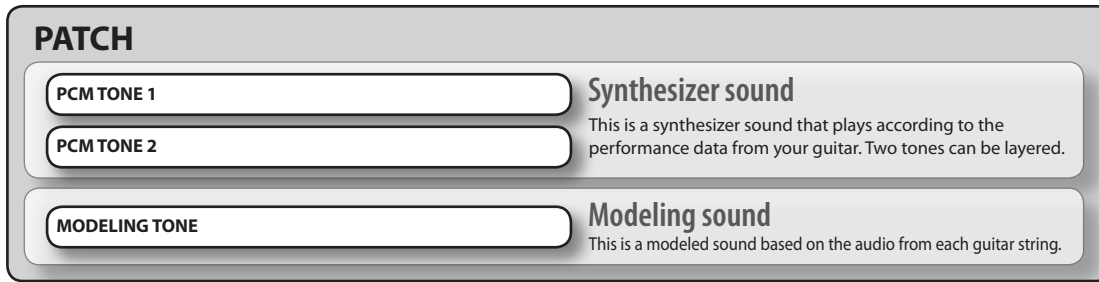 PATCH
PCM TONE 1
PCM TONE 2
Synthesizer sound
This is a synthesizer sound that plays according to the
performance data from your guitar. Two tones can be layered.
MODELING TONE
Modeling sound
This is a modeled sound based on the audio from each guitar string.